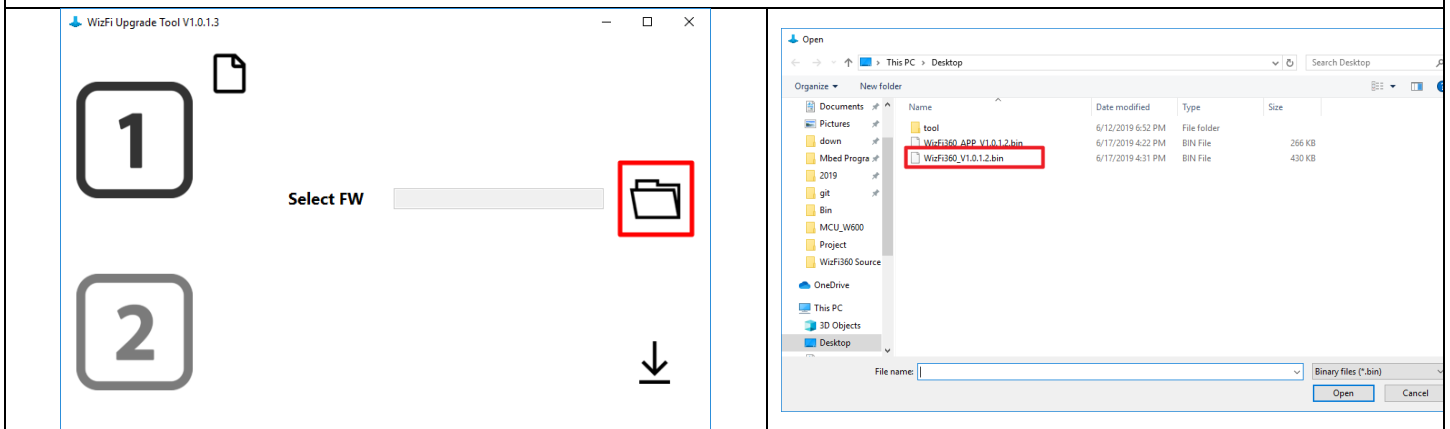 WizFi Upgrade Tool V1.0.1.3
1
Select FW
2
Open
This PC > Desktop
Search Desktop
Organize
New folder
Documents
Pictures
down
Mbed Progra
2019
git
Bin
MCU_W600
Project
WizFi360 Source
OneDrive
This PC
3D Objects
Desktop
Name Date modified Type Size
tool 6/12/2019 6:52 PM File folder
WizFi360_APP_V1.0.1.2.bin 6/17/2019 4:22 PM BIN File 266 KB
WizFi360_V1.0.1.2.bin 6/17/2019 4:31 PM BIN File 430 KB
File name:
Binary files (*.bin)
Open
Cancel